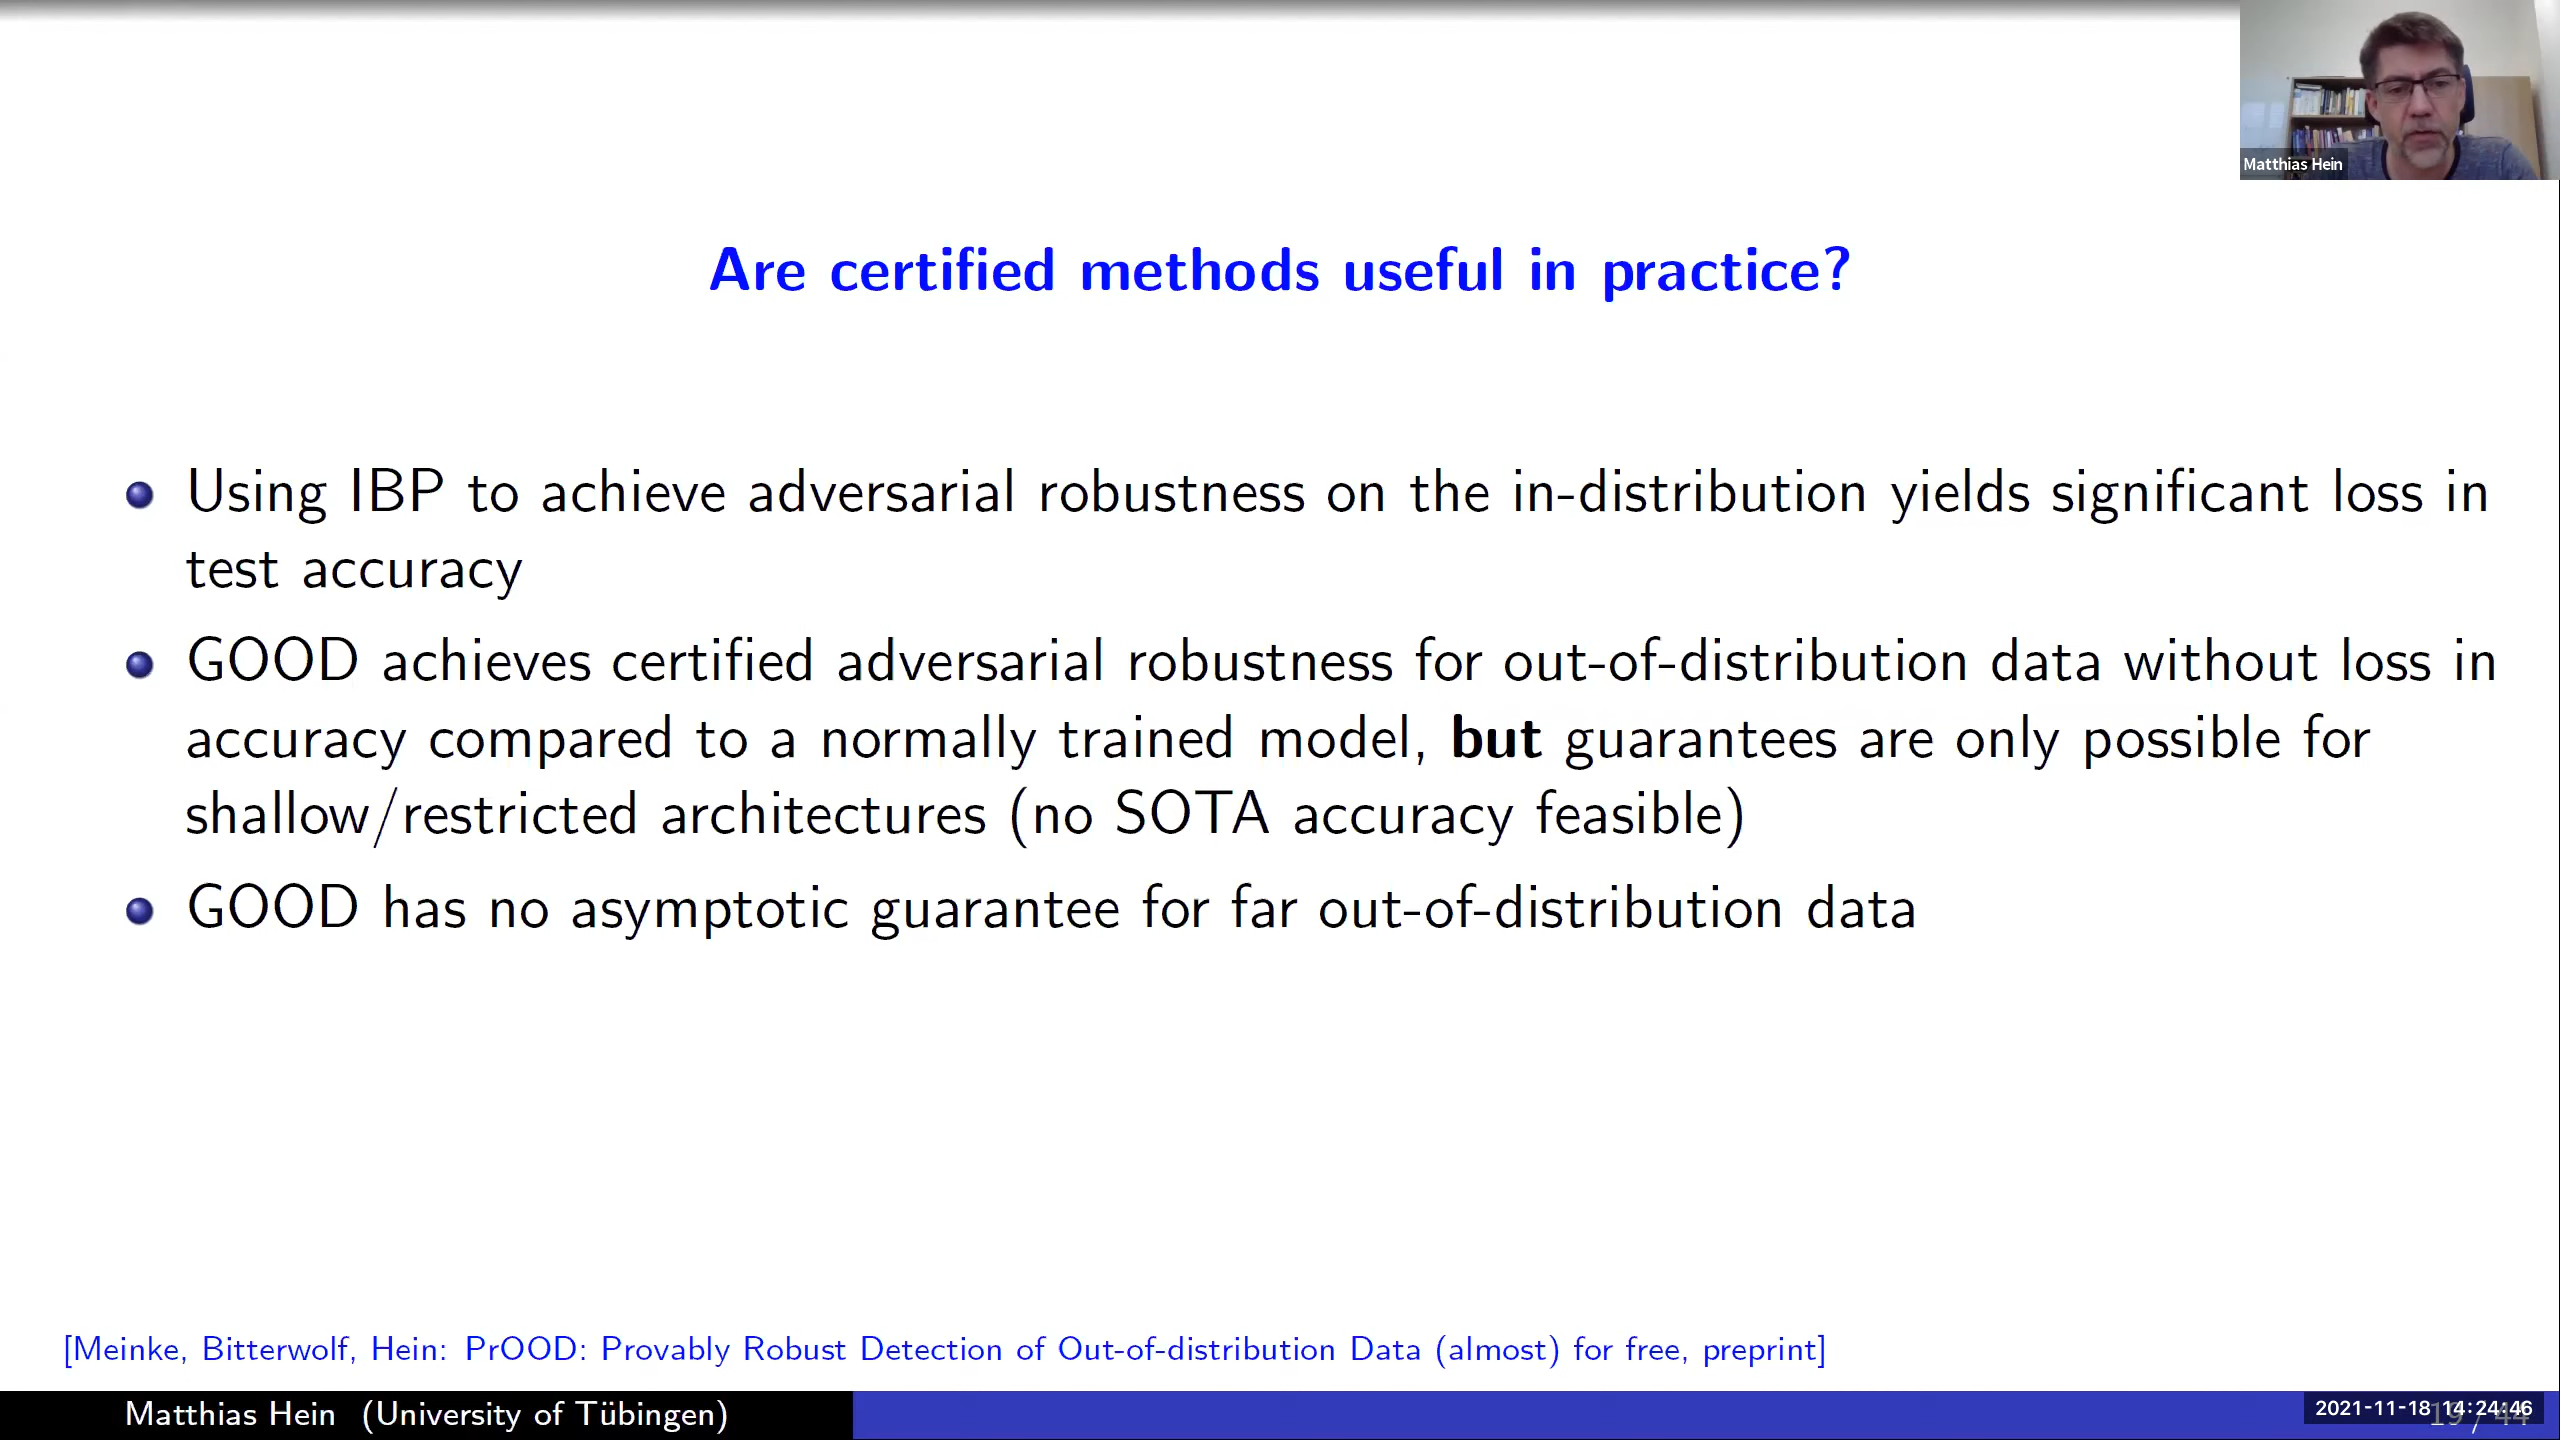 Matthias Hein
Are certified methods useful in practice?
Using IBP to achieve adversarial robustness on the in-distribution yields significant loss in
test accuracy
GOOD achieves certified adversarial robustness for out-of-distribution data without loss in
accuracy compared to a normally trained model, but guarantees are only possible for
shallow/restricted architectures (no SOTA accuracy feasible)
GOOD has no asymptotic guarantee for far out-of-distribution data
[Meinke, Bitterwolf, Hein: PrOOD: Provably Robust Detection of Out-of-distribution Data (almost) for free, preprint]
Matthias Hein (University of Tübingen)
2021-11-18 14:24:46
19 / 44